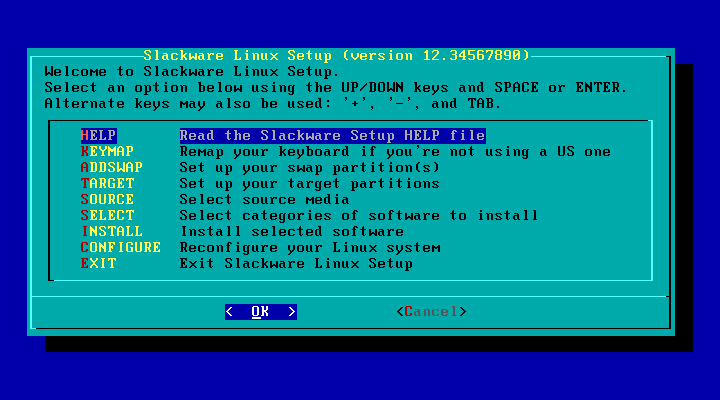 Slackware Linux Setup (version 12.34567890)
Welcome to Slackware Linux Setup.
Select an option below using the UP/DOWN keys and SPACE or ENTER.
Alternate keys may also be used: '+', '-', and TAB.
HELP Read the Slackware Setup HELP file
KEYMAP Remap your keyboard if you're not using a US one
ADDSWAP Set up your swap partition(s)
TARGET Set up your target partitions
SOURCE Select source media
SELECT Select categories of software to install
INSTALL Install selected software
CONFIGURE Reconfigure your Linux system
EXIT Exit Slackware Linux Setup
< OK > <Cancel>